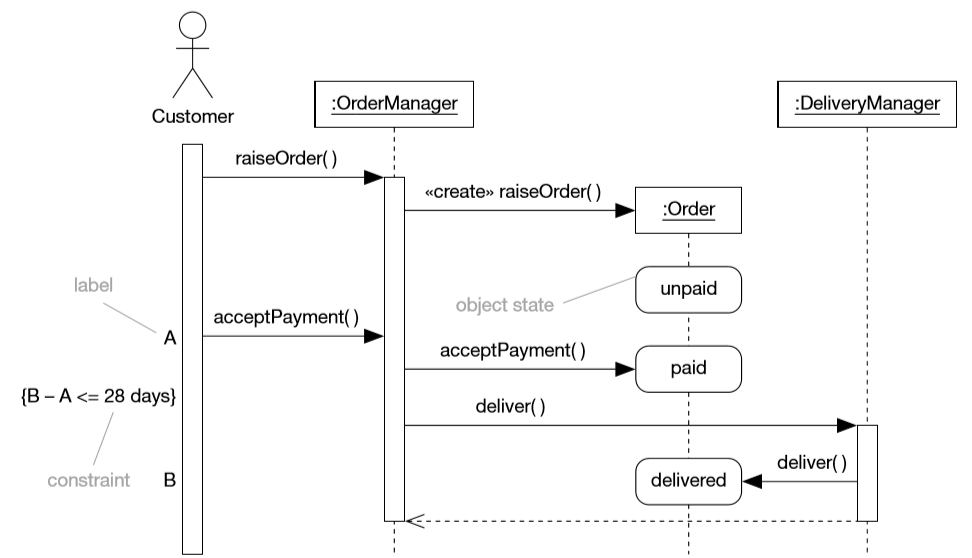 Customer
:OrderManager
:DeliveryManager
raiseOrder( )
«create» raiseOrder( )
:Order
label
object state
unpaid
A
acceptPayment( )
acceptPayment( )
paid
{B – A <= 28 days}
deliver( )
constraint
B
delivered
deliver( )